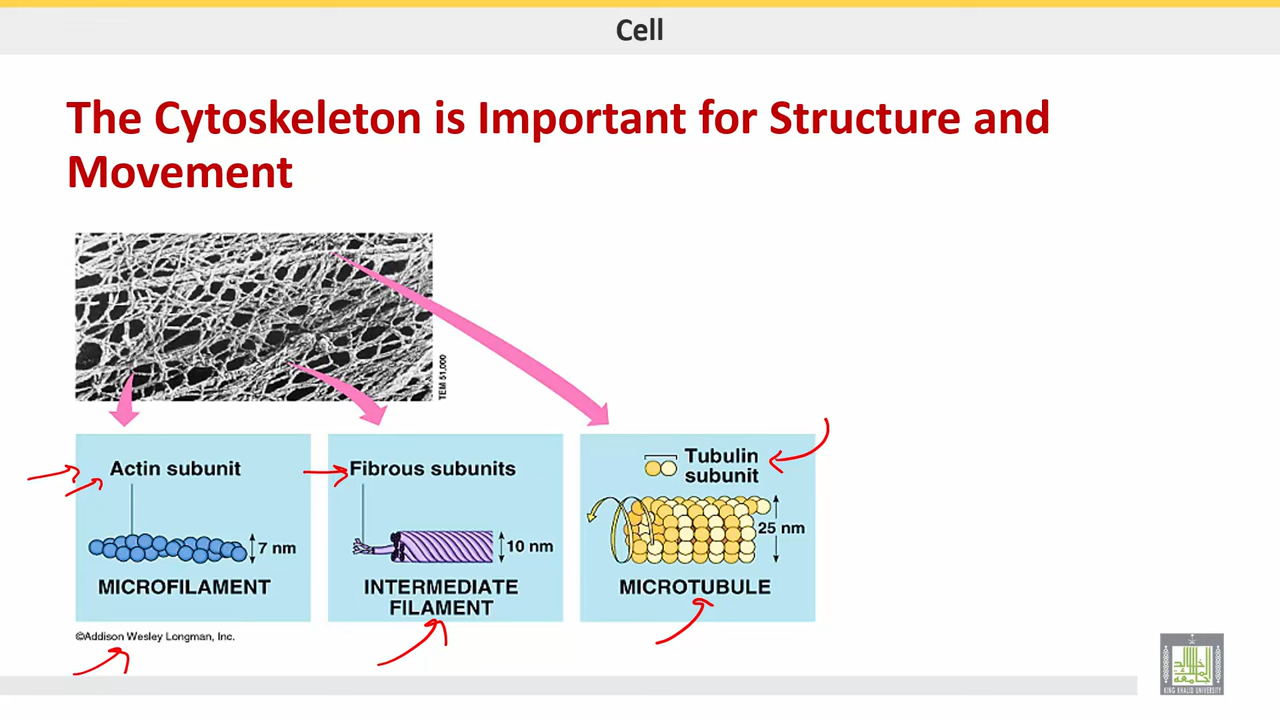 Cell
The Cytoskeleton is Important for Structure and
Movement
TEM 51,000
Actin subunit
7 nm
MICROFILAMENT
Fibrous subunits
10 nm
INTERMEDIATE
FILAMENT
Tubulin
subunit
25 nm
MICROTUBULE
©Addison Wesley Longman, Inc.
KING KHALID UNIVERSITY